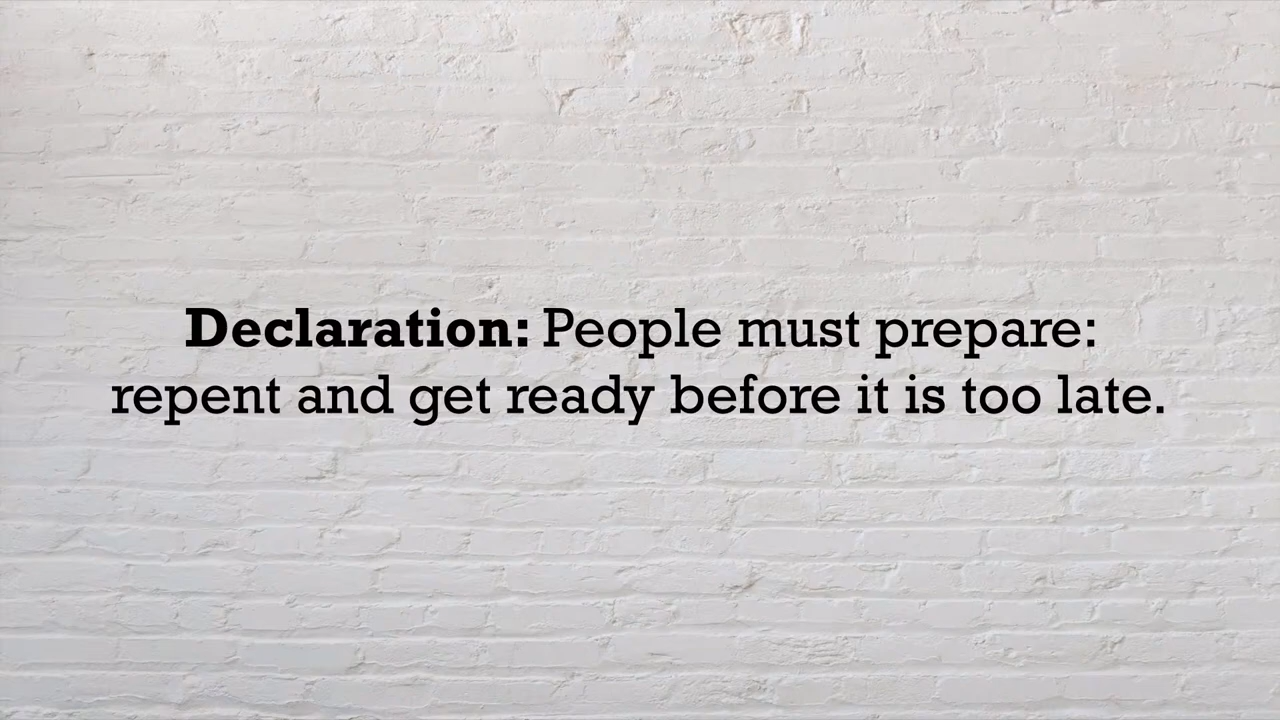 Declaration: People must prepare:
repent and get ready before it is too late.